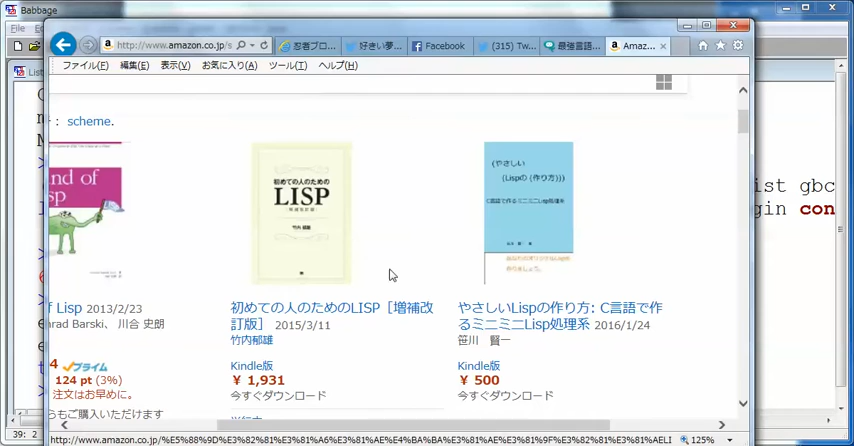 Babbage
File
http://www.amazon.co.jp/s
忍者ブロ...
好きい夢...
Facebook
(315) Tw...
最強言語...
Amaz...
ファイル(F) 編集(E) 表示(V) お気に入り(A) ツール(T) ヘルプ(H)
List
scheme.
nd of
sp
初めての人のための
LISP
竹内 郁雄
(やさしい
(Lispの (作り方)))
C言語で作るミニミニLisp処理系
ist gbc
gin con
of Lisp 2013/2/23
nrad Barski、 川合 史朗
初めての人のためのLISP［増補改
訂版］ 2015/3/11
竹内郁雄
やさしいLispの作り方: C言語で作
るミニミニLisp処理系 2016/1/24
笹川 賢一
4 プライム
124 pt (3%)
注文はお早めに。
らもご購入いただけます
Kindle版
￥ 1,931
今すぐダウンロード
Kindle版
￥ 500
今すぐダウンロード
39: 2
http://www.amazon.co.jp/%E5%88%9D%E3%82%81%E3%81%A6%E3%81%AE%E4%BA%BA%E3%81%AE%E3%81%9F%E3%82%81%E3%81%AELI
125%